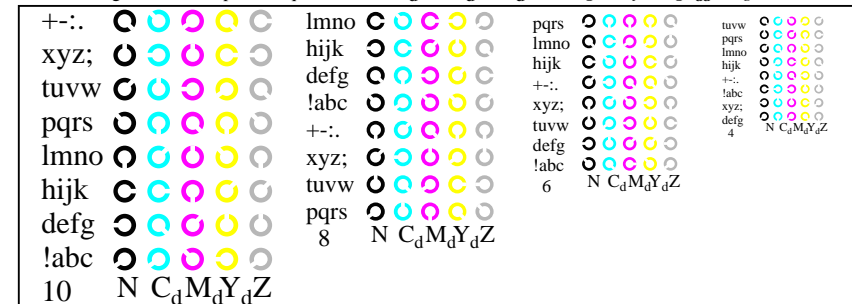 +-:.
xyz;
tuvw
pqrs
lmno
hijk
defg
!abc
10 N CdMdYdZ
lmno
hijk
defg
!abc
+-:.
xyz;
tuvw
pqrs
8 N CdMdYdZ
pqrs
lmno
hijk
+-:.
xyz;
tuvw
defg
!abc
6 N CdMdYdZ
tuvw
pqrs
lmno
hijk
+-:.
!abc
xyz;
defg
4 N CdMdYdZ